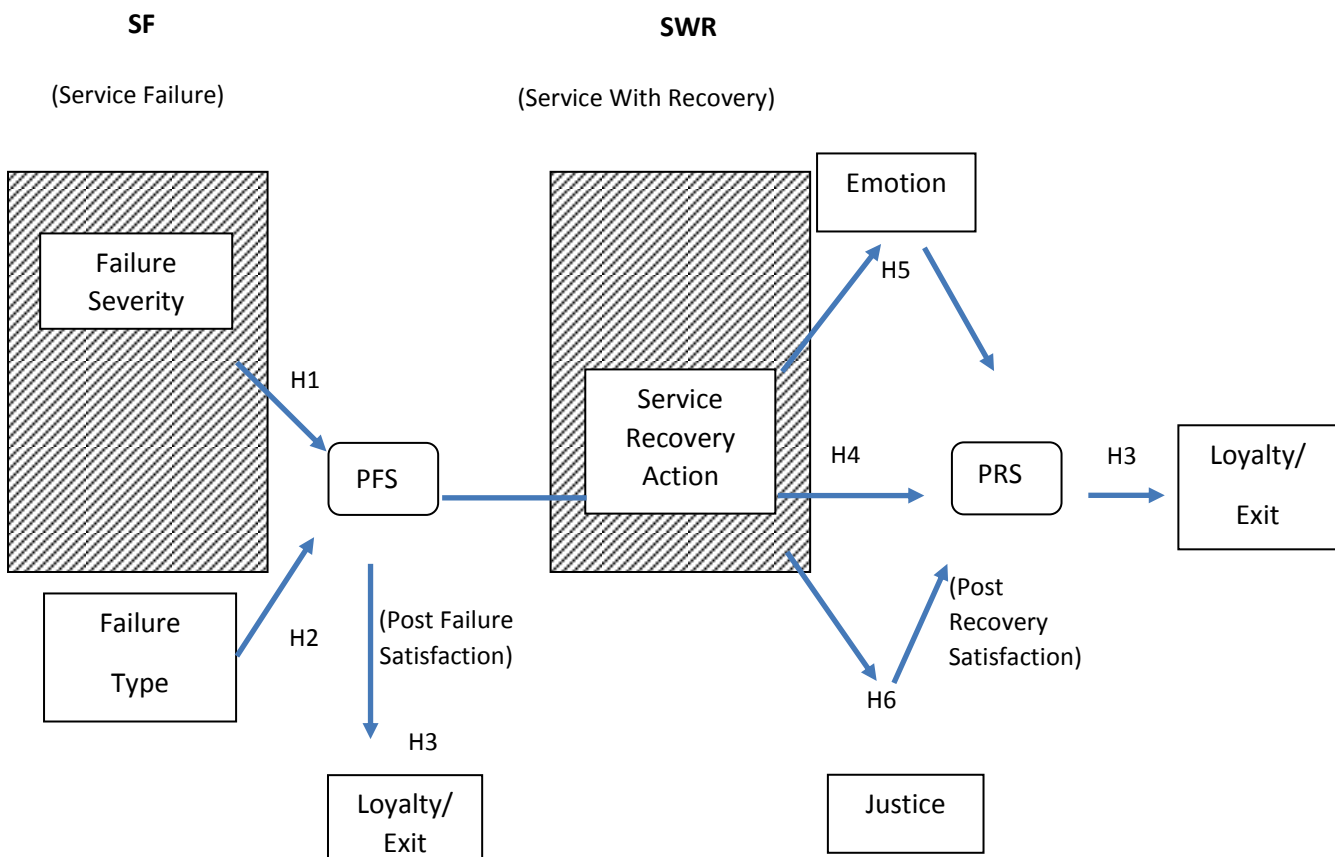 SF
SWR
(Service Failure)
(Service With Recovery)
Emotion
Failure
Severity
H5
H1
Service
Recovery
Action
PFS
H4
PRS
H3
Loyalty/
Exit
Failure
Type
H2
(Post Failure
Satisfaction)
(Post
Recovery
Satisfaction)
H6
H3
Loyalty/
Exit
Justice